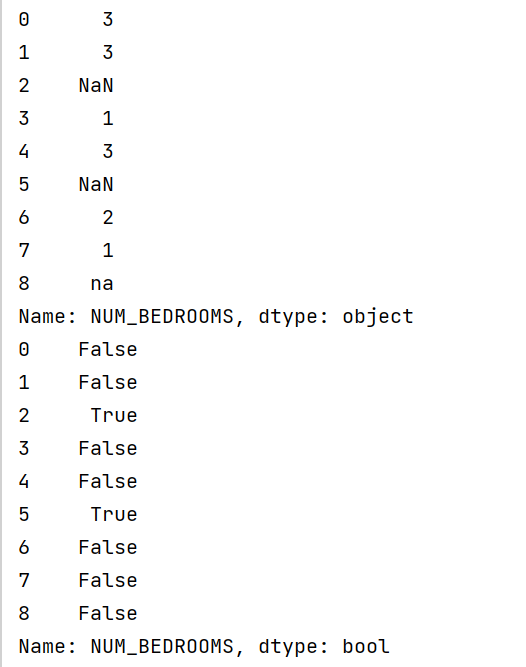 0      3
1      3
2    NaN
3      1
4      3
5    NaN
6      2
7      1
8     na
Name: NUM_BEDROOMS, dtype: object
0    False
1    False
2     True
3    False
4    False
5     True
6    False
7    False
8    False
Name: NUM_BEDROOMS, dtype: bool